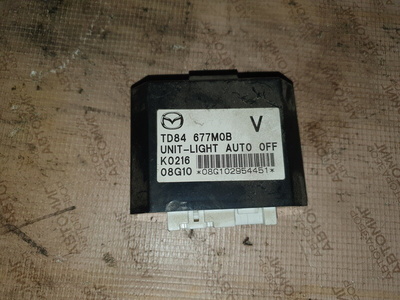 TD84 677M0B V
UNIT-LIGHT AUTO OFF
K0216
08G10 *08G102954451*